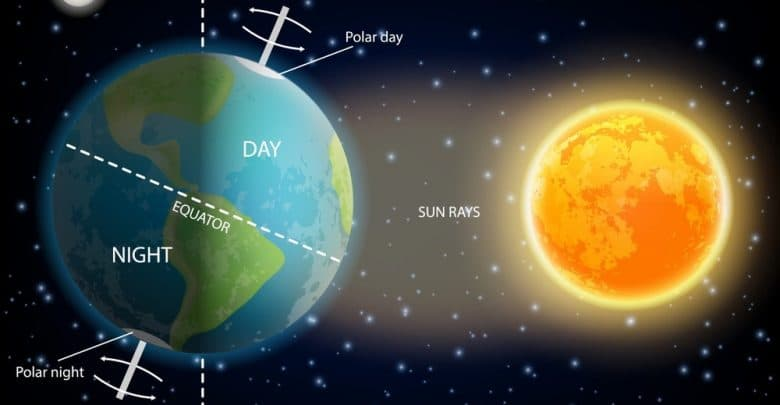 Polar day
DAY
SUN RAYS
EQUATOR
NIGHT
Polar night